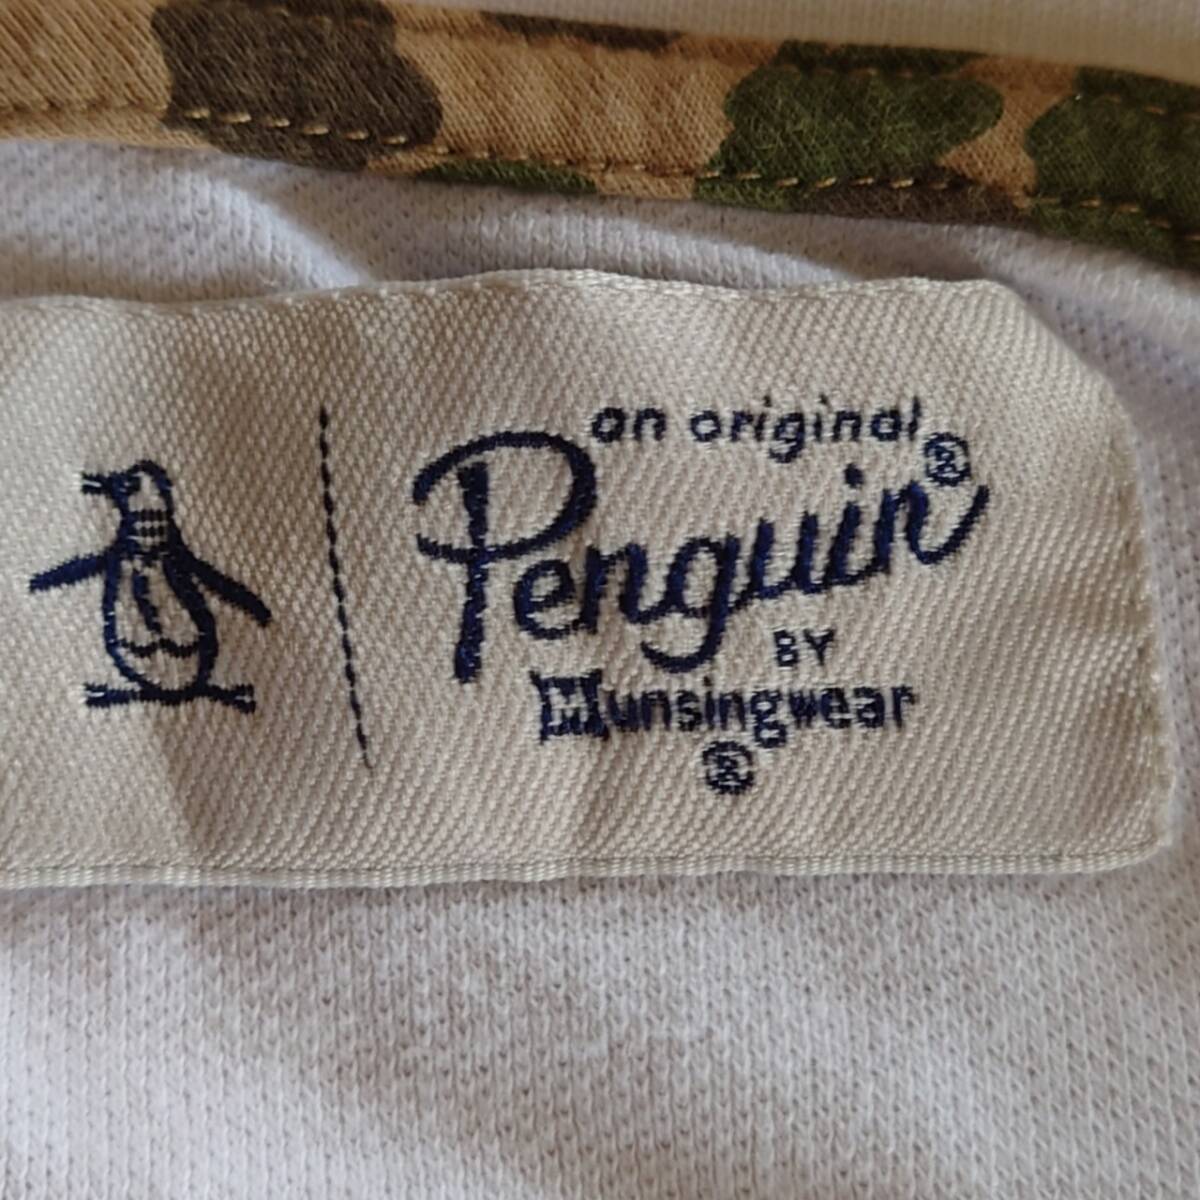 an original
Penguin®
BY
Munsingwear
®